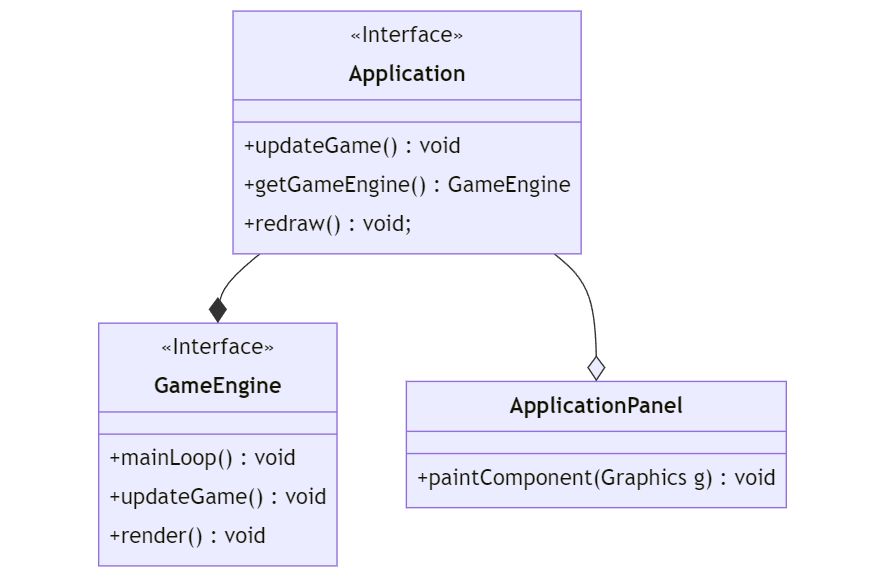 «Interface»
Application
+updateGame() : void
+getGameEngine() : GameEngine
+redraw() : void;
«Interface»
GameEngine
+mainLoop() : void
+updateGame() : void
+render() : void
ApplicationPanel
+paintComponent(Graphics g) : void